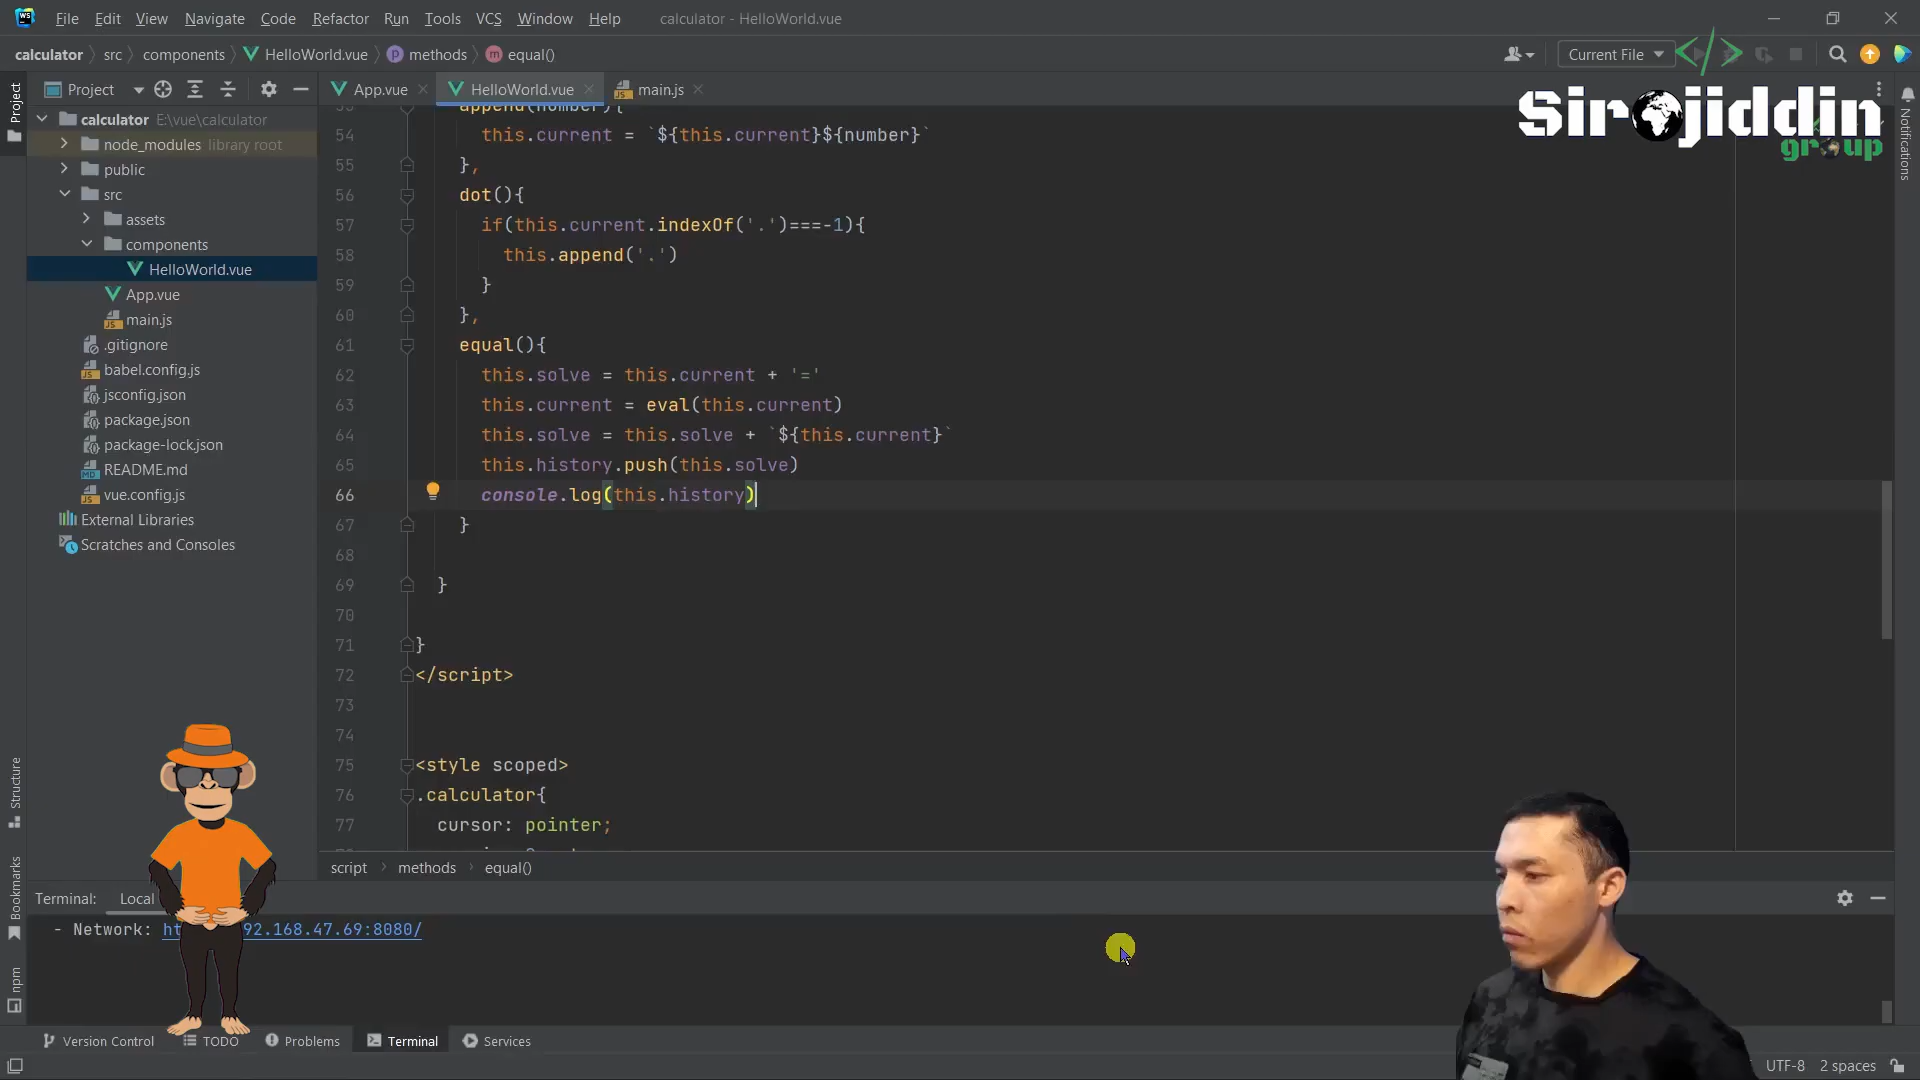 File Edit View Navigate Code Refactor Run Tools VCS Window Help calculator - HelloWorld.vue
calculator src components HelloWorld.vue methods equal() Current File
Project App.vue HelloWorld.vue main.js
Sirojiddin
group
Project
Notifications
calculator E:\vue\calculator
node_modules library root
public
src
assets
components
HelloWorld.vue
App.vue
main.js
.gitignore
babel.config.js
jsconfig.json
package.json
package-lock.json
README.md
vue.config.js
External Libraries
Scratches and Consoles
append(number){
54 this.current = `${this.current}${number}`
55 },
56 dot(){
57 if(this.current.indexOf('.')===-1){
58 this.append('.')
59 }
60 },
61 equal(){
62 this.solve = this.current + '='
63 this.current = eval(this.current)
64 this.solve = this.solve + `${this.current}`
65 this.history.push(this.solve)
66 console.log(this.history)
67 }
68
69 }
70
71 }
72 </script>
73
74
75 <style scoped>
76 .calculator{
77 cursor: pointer;
script methods equal()
Structure
Bookmarks
npm
Terminal: Local
- Network: ht 92.168.47.69:8080/
Version Control TODO Problems Terminal Services
UTF-8 2 spaces